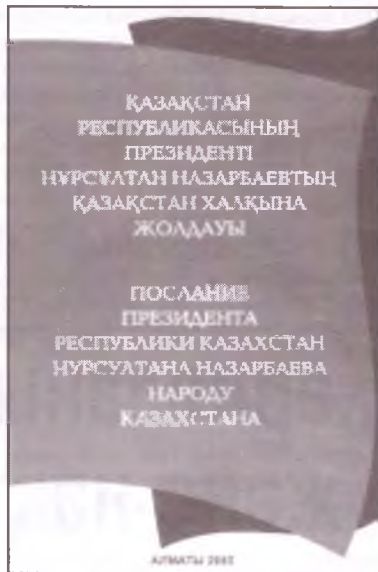 ҚАЗАҚСТАН
РЕСПУБЛИКАСЫНЫҢ
ПРЕЗИДЕНТІ
НҰРСҰЛТАН НАЗАРБАЕВТЫҢ
ҚАЗАҚСТАН ХАЛҚЫНА
ЖОЛДАУЫ
ПОСЛАНИЕ
ПРЕЗИДЕНТА
РЕСПУБЛИКИ КАЗАХСТАН
НУРСУЛТАНА НАЗАРБАЕВА
НАРОДУ
КАЗАХСТАНА
АЛМАТЫ